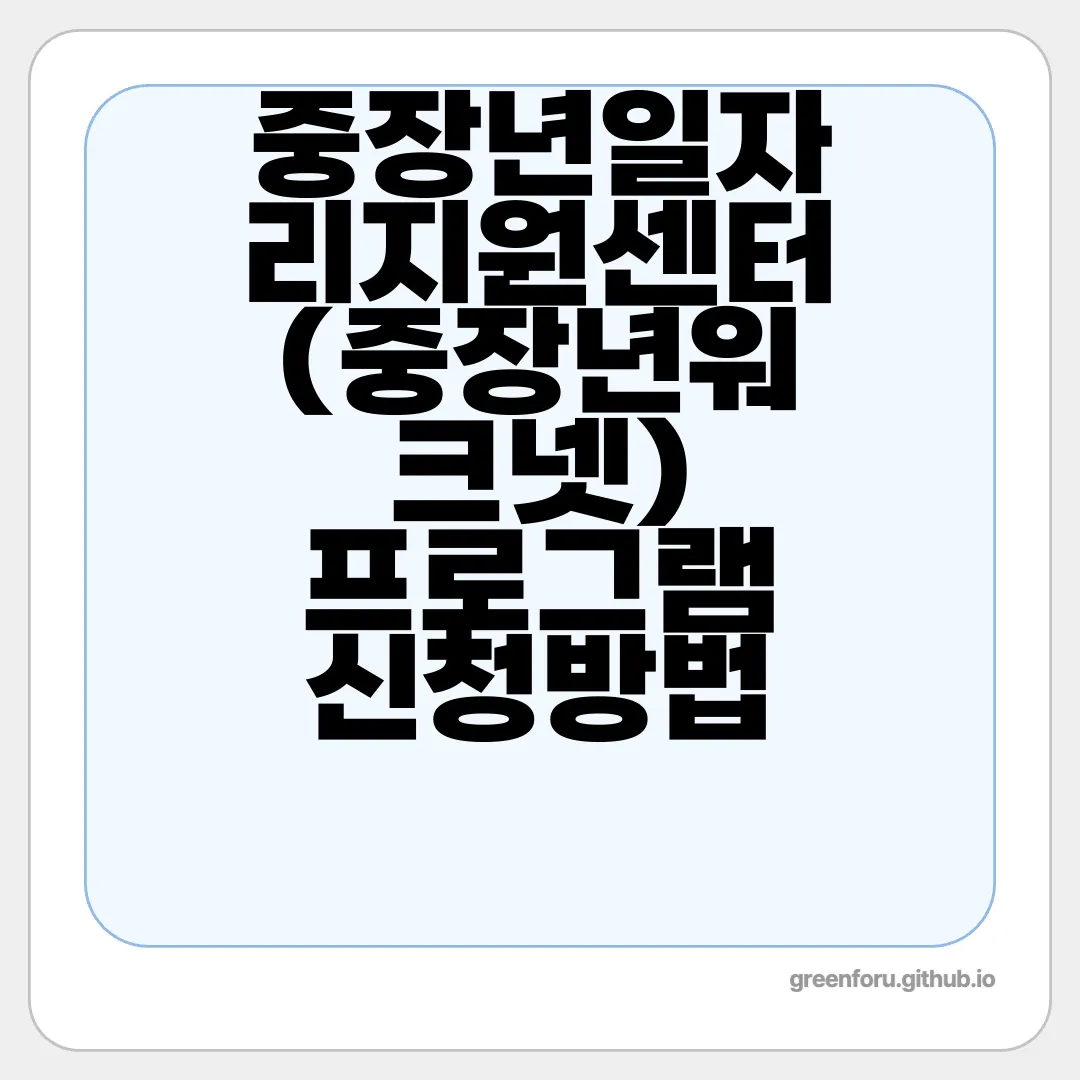 중장년일자
리지원센터
(중장년워
크넷)
프로그램
신청방법
greenforu.github.io